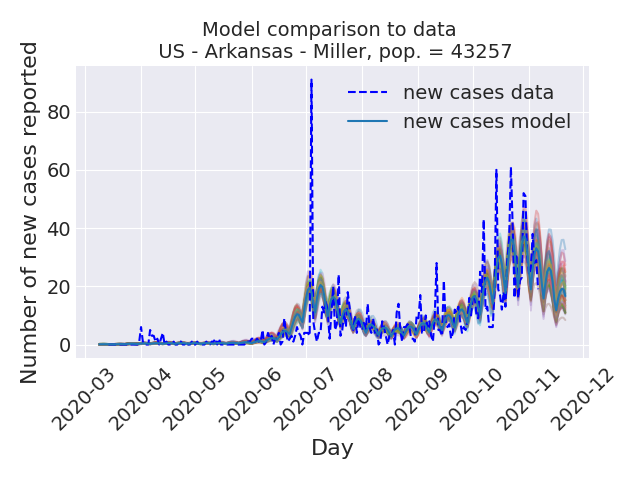 Model comparison to data
US - Arkansas - Miller, pop. = 43257
Number of new cases reported
80
60
40
20
0
new cases data
new cases model
2020-03
2020-04
2020-05
2020-06
2020-07
2020-08
2020-09
2020-10
2020-11
2020-12
Day